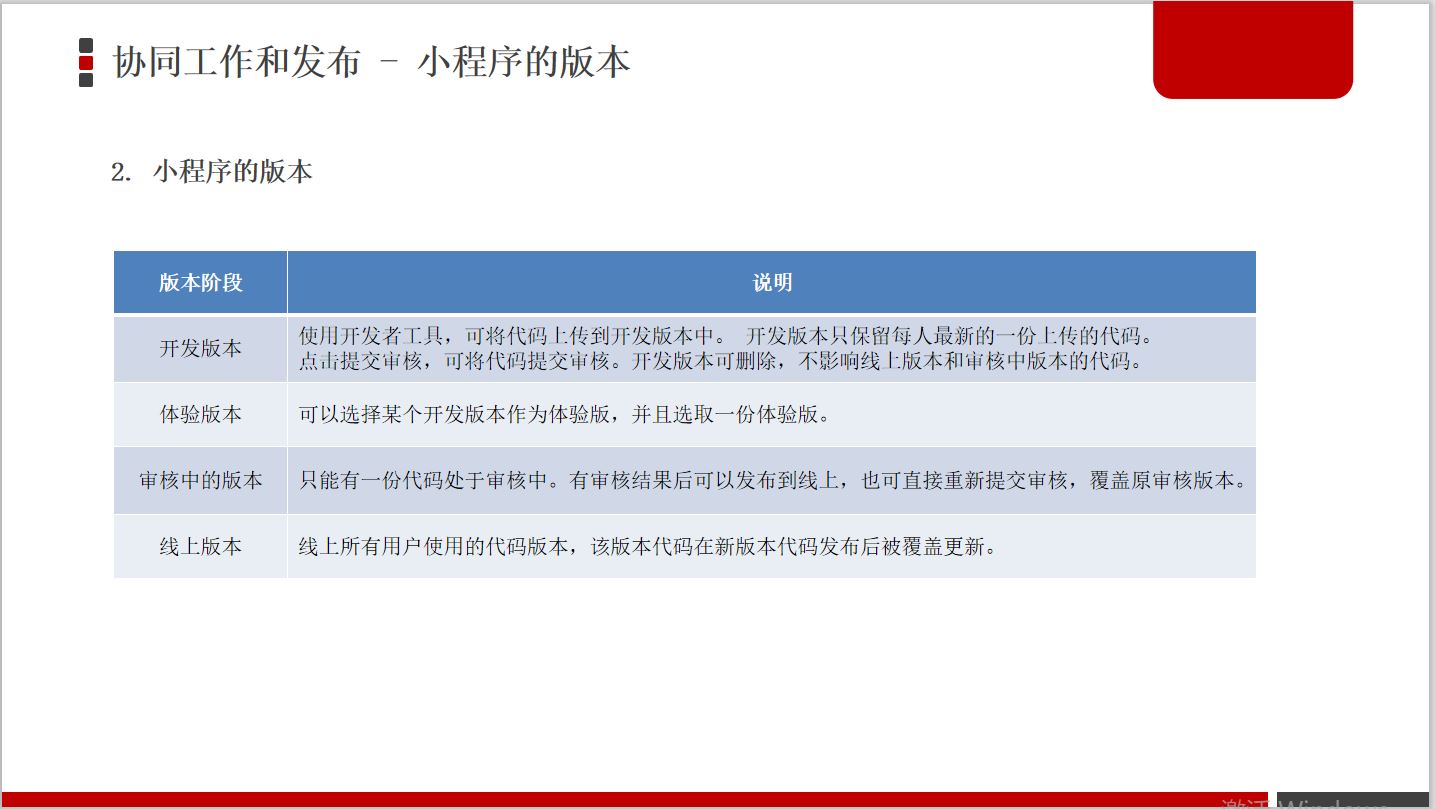 协同工作和发布 - 小程序的版本
2. 小程序的版本
版本阶段
说明
开发版本
使用开发者工具，可将代码上传到开发版本中。 开发版本只保留每人最新的一份上传的代码。
点击提交审核，可将代码提交审核。开发版本可删除，不影响线上版本和审核中版本的代码。
体验版本
可以选择某个开发版本作为体验版，并且选取一份体验版。
审核中的版本
只能有一份代码处于审核中。有审核结果后可以发布到线上，也可直接重新提交审核，覆盖原审核版本。
线上版本
线上所有用户使用的代码版本，该版本代码在新版本代码发布后被覆盖更新。
激活 Windows